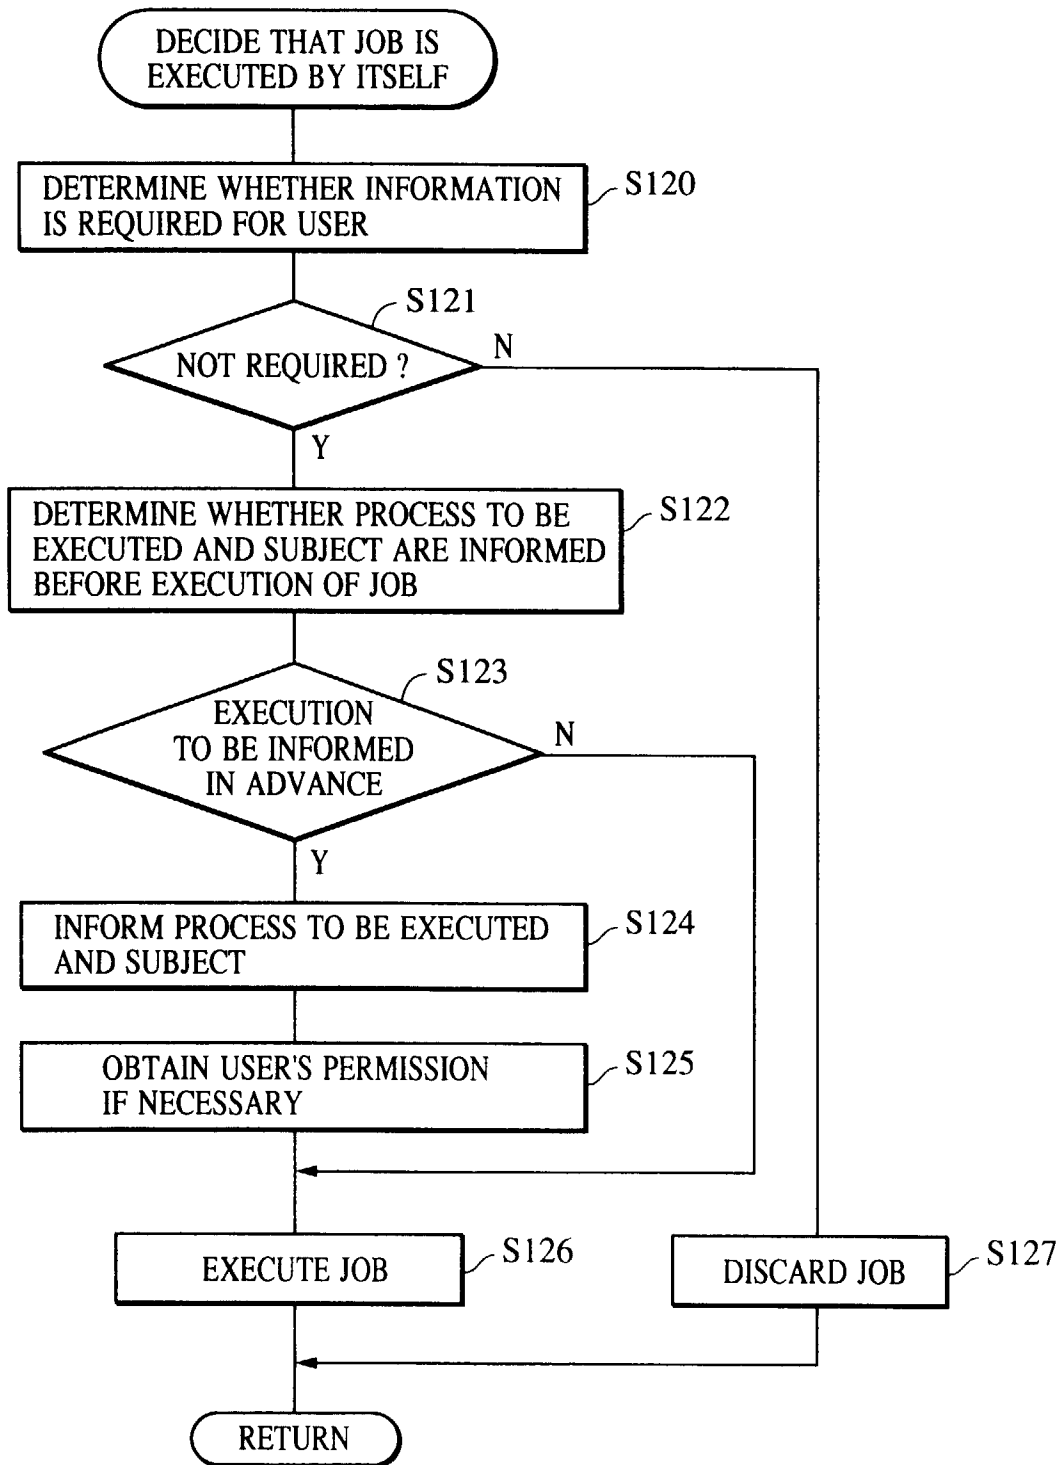 DECIDE THAT JOB IS
EXECUTED BY ITSELF
DETERMINE WHETHER INFORMATION
IS REQUIRED FOR USER
S120
S121
NOT REQUIRED ?
N
Y
DETERMINE WHETHER PROCESS TO BE
EXECUTED AND SUBJECT ARE INFORMED
BEFORE EXECUTION OF JOB
S122
S123
EXECUTION
TO BE INFORMED
IN ADVANCE
N
Y
INFORM PROCESS TO BE EXECUTED
AND SUBJECT
S124
OBTAIN USER'S PERMISSION
IF NECESSARY
S125
EXECUTE JOB
S126
DISCARD JOB
S127
RETURN